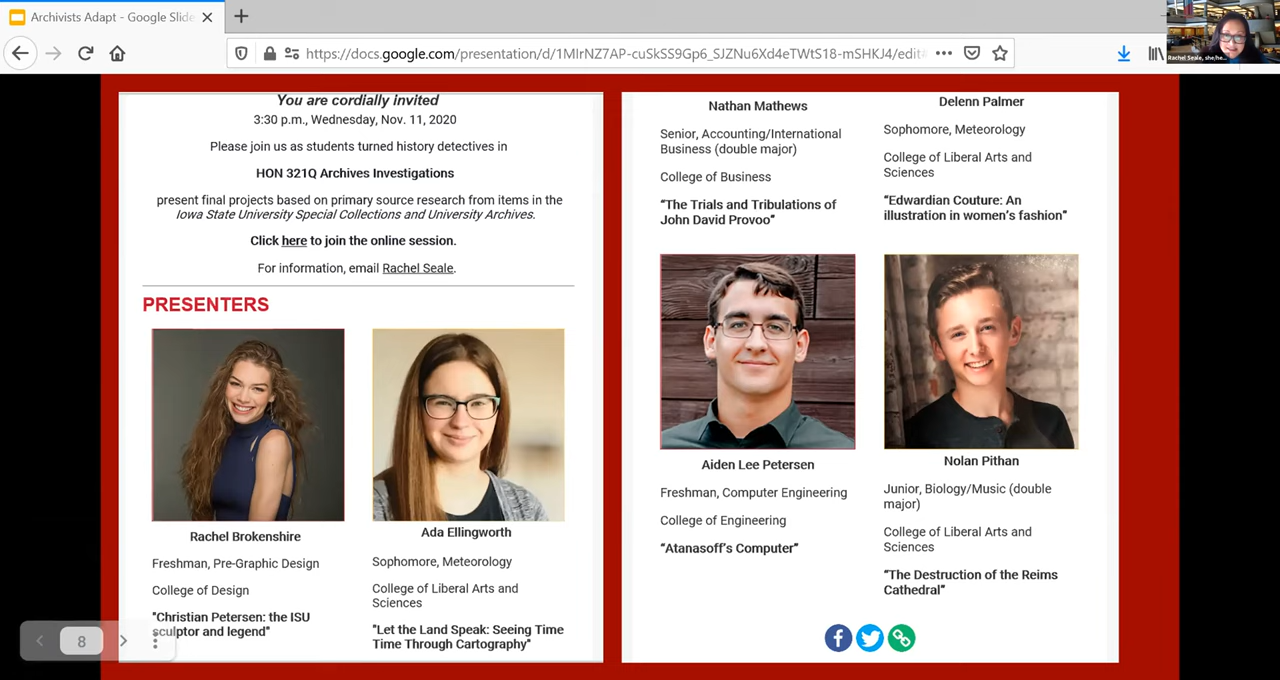 Archivists Adapt - Google Slide
https://docs.google.com/presentation/d/1MIrNZ7AP-cuSkSS9Gp6_SJZNu6Xd4eTWtS18-mSHKJ4/edit
Rachel Seale, she/he...
You are cordially invited
3:30 p.m., Wednesday, Nov. 11, 2020
Please join us as students turned history detectives in
HON 321Q Archives Investigations
present final projects based on primary source research from items in the
Iowa State University Special Collections and University Archives.
Click here to join the online session.
For information, email Rachel Seale.
PRESENTERS
Rachel Brokenshire
Freshman, Pre-Graphic Design
College of Design
"Christian Petersen: the ISU
sculptor and legend"
Ada Ellingworth
Sophomore, Meteorology
College of Liberal Arts and
Sciences
"Let the Land Speak: Seeing Time
Time Through Cartography"
Nathan Mathews
Senior, Accounting/International
Business (double major)
College of Business
“The Trials and Tribulations of
John David Provoo”
Delenn Palmer
Sophomore, Meteorology
College of Liberal Arts and
Sciences
“Edwardian Couture: An
illustration in women’s fashion”
Aiden Lee Petersen
Freshman, Computer Engineering
College of Engineering
“Atanasoff’s Computer”
Nolan Pithan
Junior, Biology/Music (double
major)
College of Liberal Arts and
Sciences
“The Destruction of the Reims
Cathedral”
8